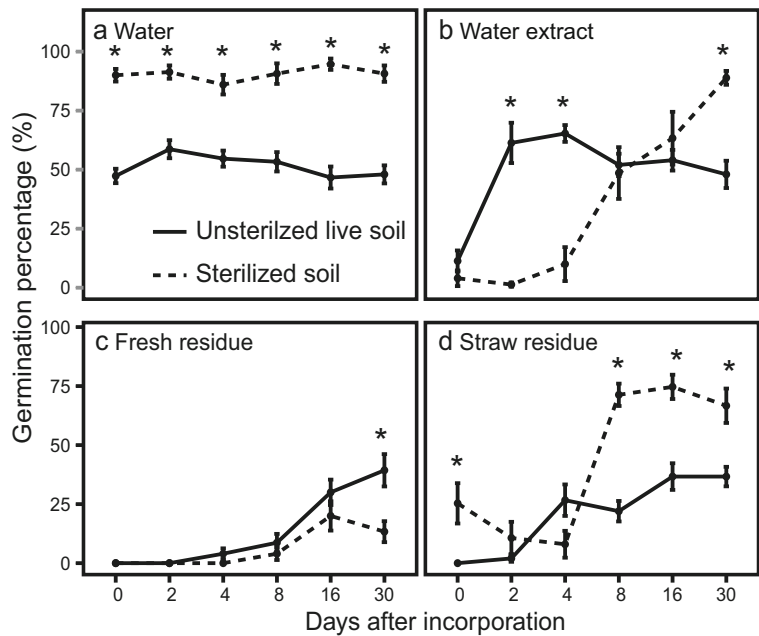 a Water
b Water extract
* * * * * *
* * *
100
75
50
25
0
Unsterilzed live soil
Sterilized soil
Germination percentage (%)
c Fresh residue
d Straw residue
*
* * * *
100
75
50
25
0
0 2 4 8 16 30
0 2 4 8 16 30
Days after incorporation